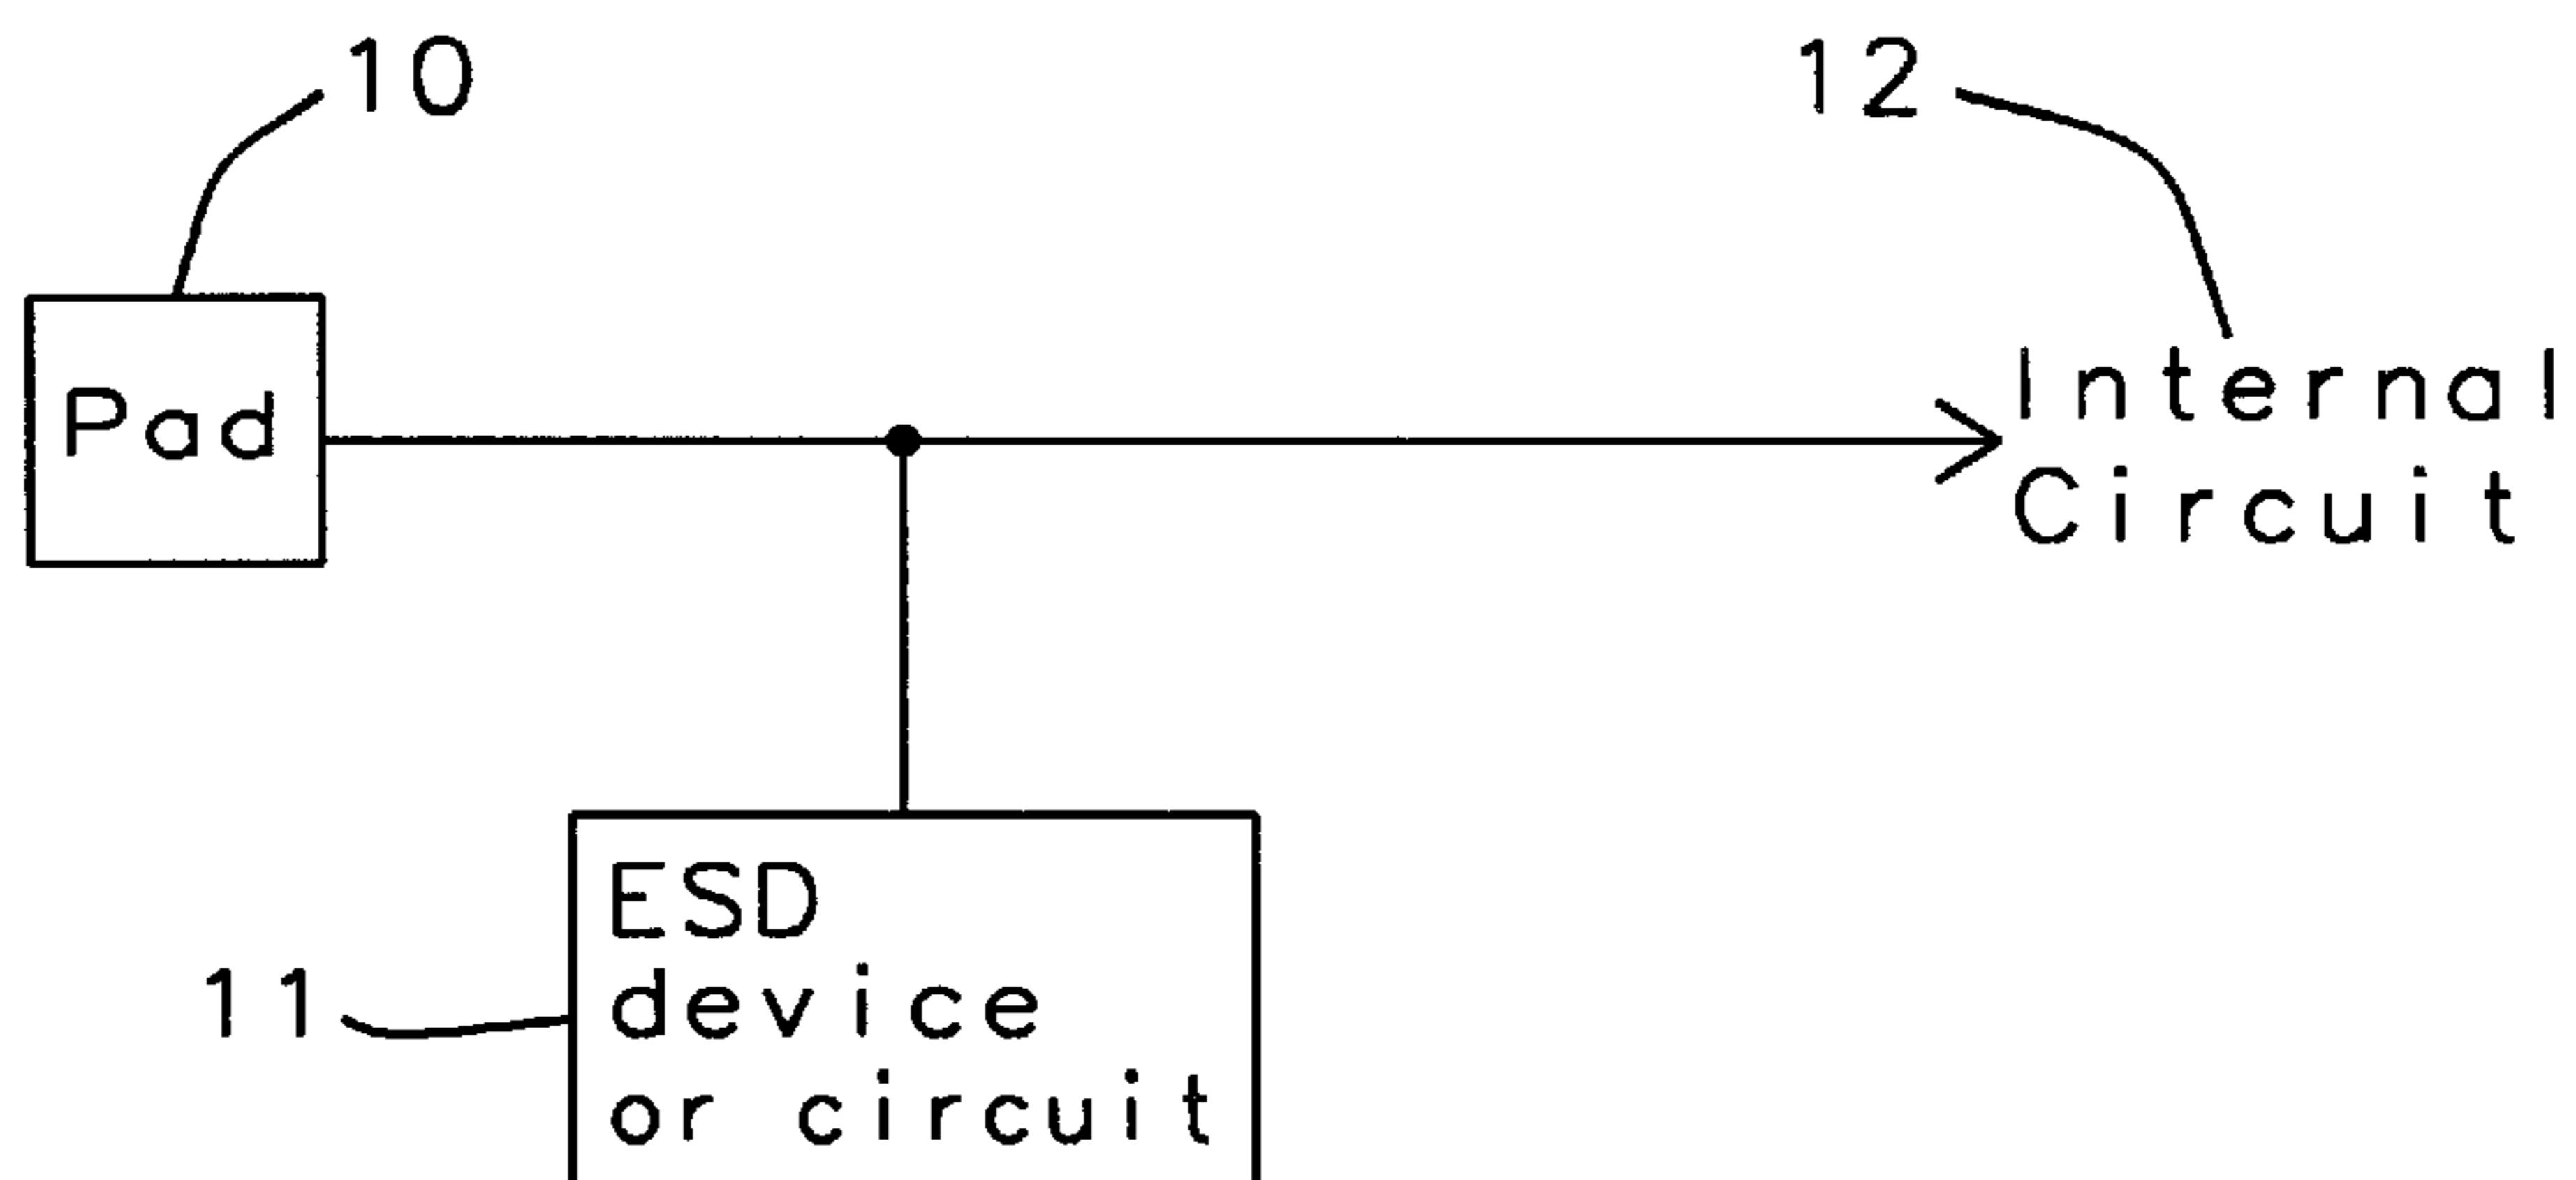 10
12
Pad
Internal
Circuit
ESD
device
or circuit
11